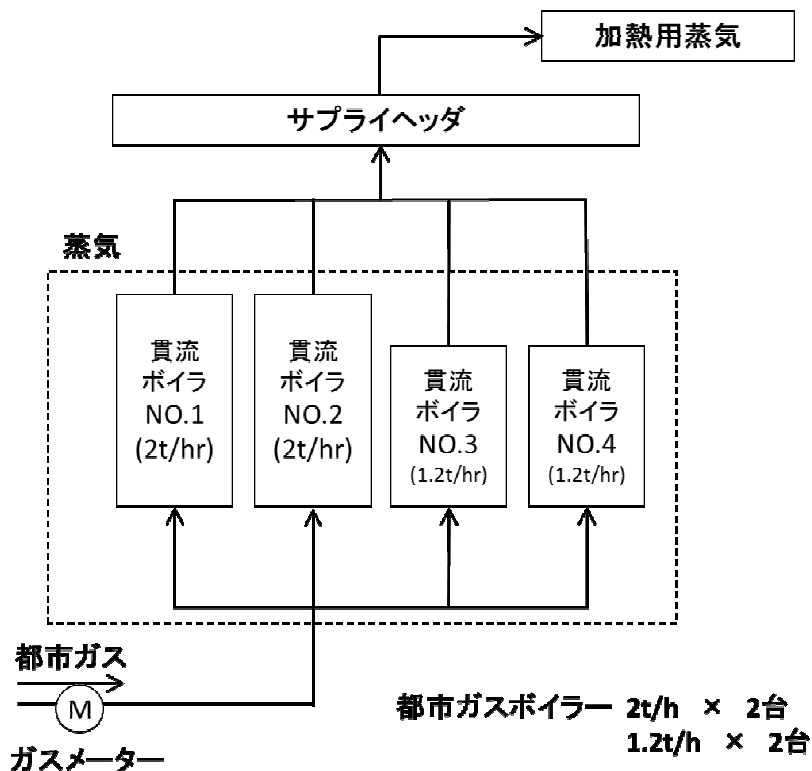 加熱用蒸気
サプライヘッダ
蒸気
貫流
ボイラ
NO.1
(2t/hr)
貫流
ボイラ
NO.2
(2t/hr)
貫流
ボイラ
NO.3
(1.2t/hr)
貫流
ボイラ
NO.4
(1.2t/hr)
都市ガス
M
ガスメーター
都市ガスボイラー 2t/h × 2台
1.2t/h × 2台